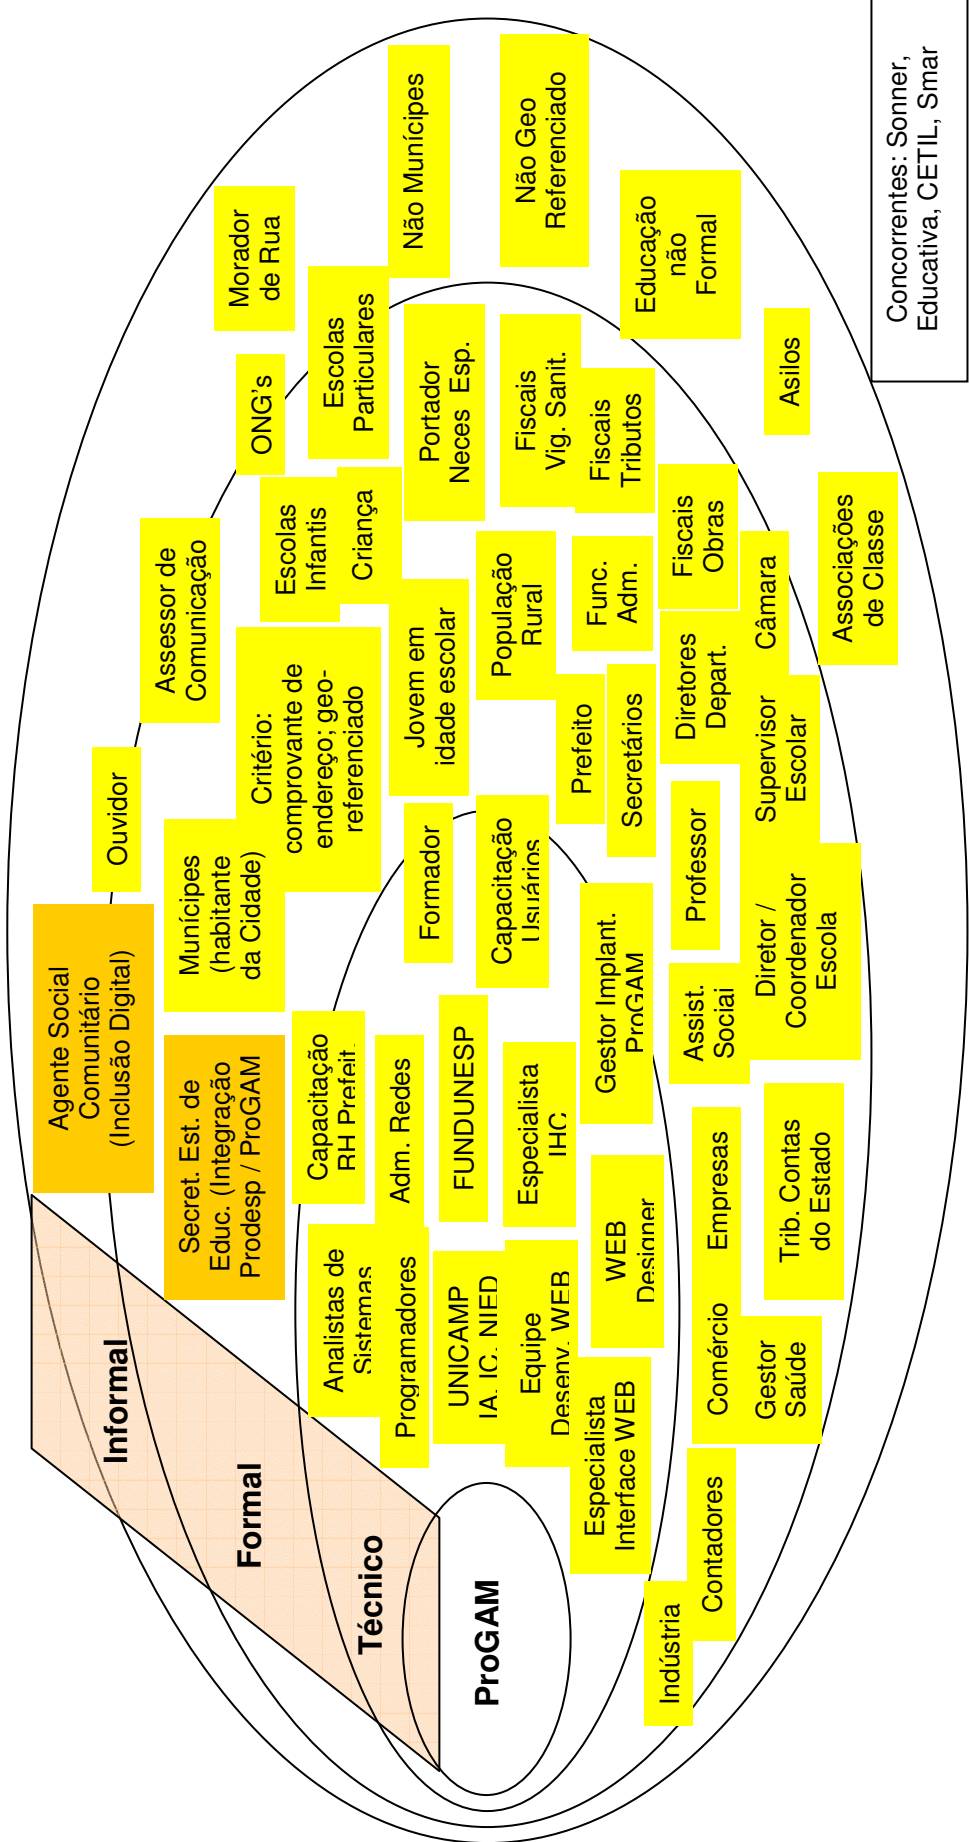 Informal
Formal
Técnico
ProGAM
Agente Social
Comunitário
(Inclusão Digital)
Secret. Est. de
Educ. (Integração
Prodesp / ProGAM
Ouvidor
Munícipes
(habitante
da Cidade)
Assessor de
Comunicação
Critério:
comprovante de
endereço; geo-
referenciado
ONG's
Morador
de Rua
Escolas
Infantis
Criança
Escolas
Particulares
Não Munícipes
Capacitação
RH Prefeit.
Analistas de
Sistemas
Adm. Redes
Programadores
Formador
Jovem em
idade escolar
Portador
Neces Esp.
FUNDUNESP
UNICAMP
IA, IC, NIED
Capacitação
Usuários
População
Rural
Fiscais
Vig. Sanit.
Não Geo
Referenciado
Especialista
IHC
Equipe
Desenv. WEB
Prefeito
Func.
Adm.
Fiscais
Tributos
Especialista
Interface WEB
WEB
Designer
Gestor Implant.
ProGAM
Secretários
Educação
não
Formal
Indústria
Contadores
Comércio
Empresas
Assist.
Social
Professor
Diretores
Depart.
Fiscais
Obras
Gestor
Saúde
Trib. Contas
do Estado
Diretor /
Coordenador
Escola
Supervisor
Escolar
Câmara
Asilos
Associações
de Classe
Concorrentes: Sonner,
Educativa, CETIL, Smar